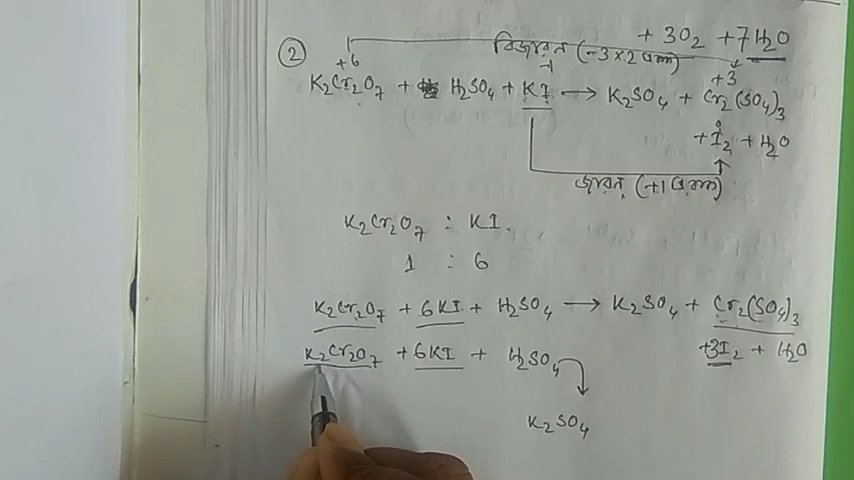 + 3O₂ + 7H₂O
② বিজারন (-3×2 একক)
+6 -1 +3
K₂Cr₂O₇ + H₂SO₄ + KI → K₂SO₄ + Cr₂(SO₄)₃
0
+ I₂ + H₂O
জারন (+1 একক)
K₂Cr₂O₇ : KI.
1 : 6
K₂Cr₂O₇ + 6KI + H₂SO₄ → K₂SO₄ + Cr₂(SO₄)₃
+3I₂ + H₂O
K₂Cr₂O₇ + 6KI + H₂SO₄
K₂SO₄